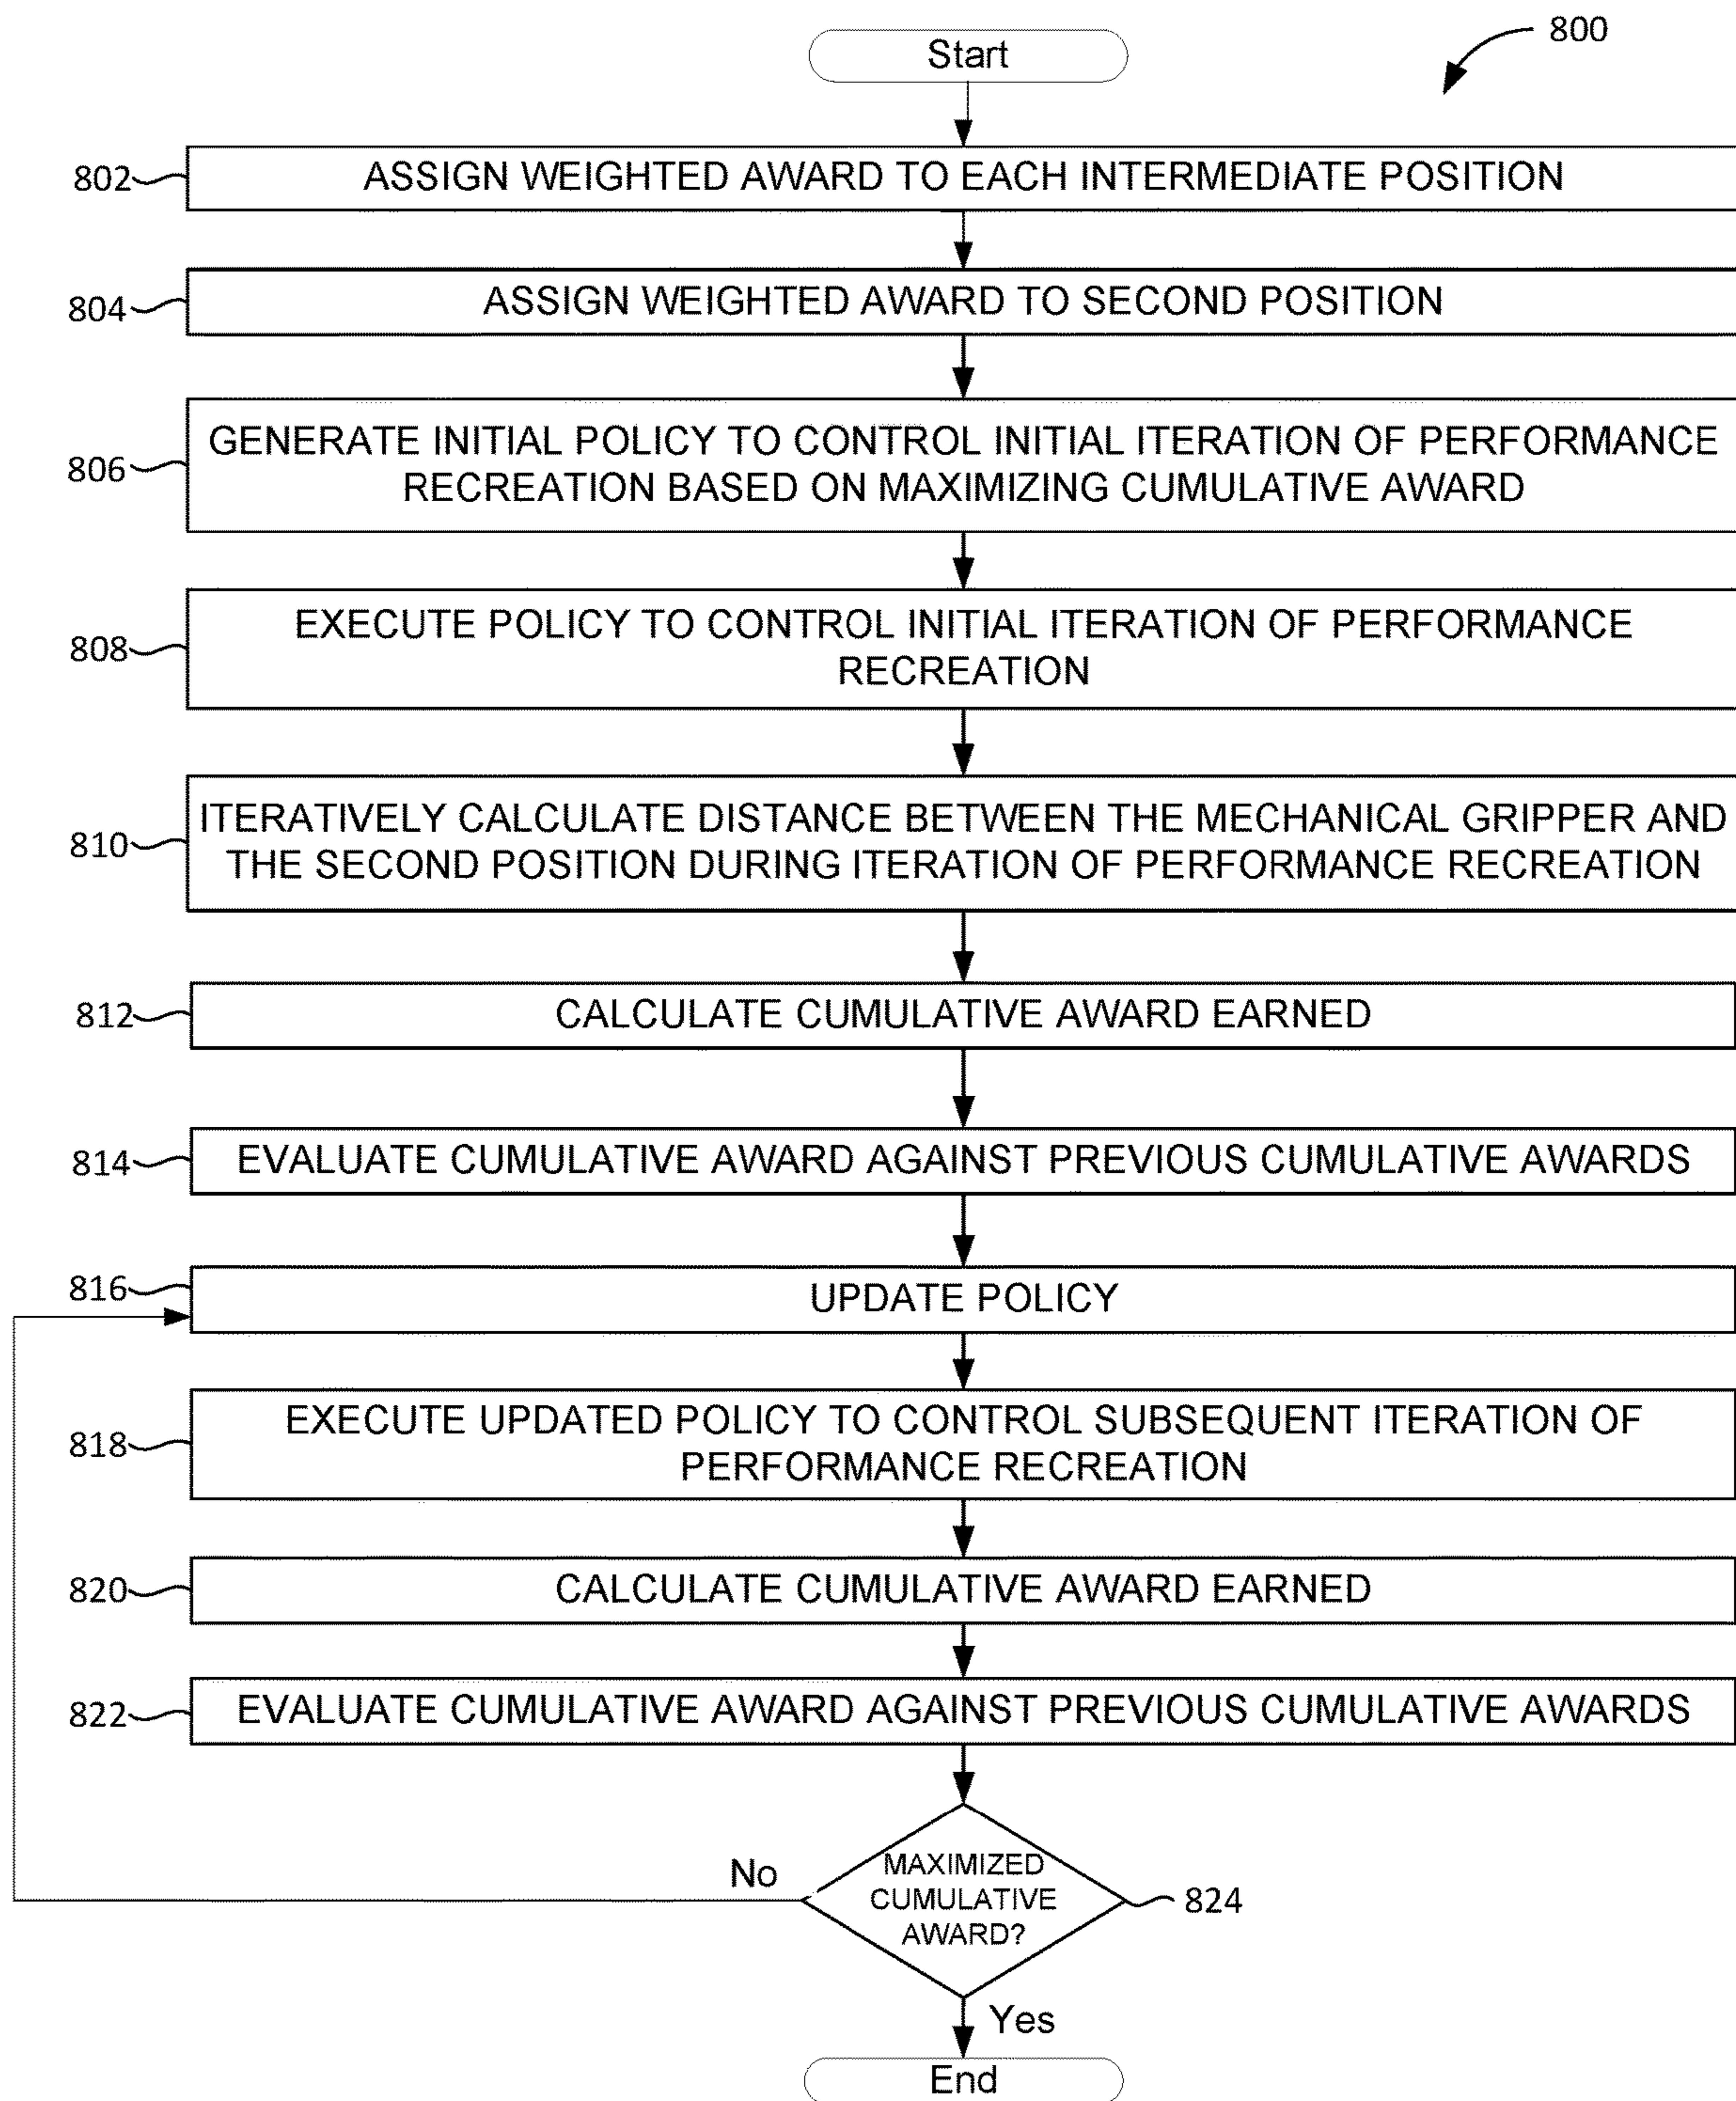 800
Start
802
ASSIGN WEIGHTED AWARD TO EACH INTERMEDIATE POSITION
804
ASSIGN WEIGHTED AWARD TO SECOND POSITION
806
GENERATE INITIAL POLICY TO CONTROL INITIAL ITERATION OF PERFORMANCE
RECREATION BASED ON MAXIMIZING CUMULATIVE AWARD
808
EXECUTE POLICY TO CONTROL INITIAL ITERATION OF PERFORMANCE
RECREATION
810
ITERATIVELY CALCULATE DISTANCE BETWEEN THE MECHANICAL GRIPPER AND
THE SECOND POSITION DURING ITERATION OF PERFORMANCE RECREATION
812
CALCULATE CUMULATIVE AWARD EARNED
814
EVALUATE CUMULATIVE AWARD AGAINST PREVIOUS CUMULATIVE AWARDS
816
UPDATE POLICY
818
EXECUTE UPDATED POLICY TO CONTROL SUBSEQUENT ITERATION OF
PERFORMANCE RECREATION
820
CALCULATE CUMULATIVE AWARD EARNED
822
EVALUATE CUMULATIVE AWARD AGAINST PREVIOUS CUMULATIVE AWARDS
No
MAXIMIZED
CUMULATIVE
AWARD?
824
Yes
End